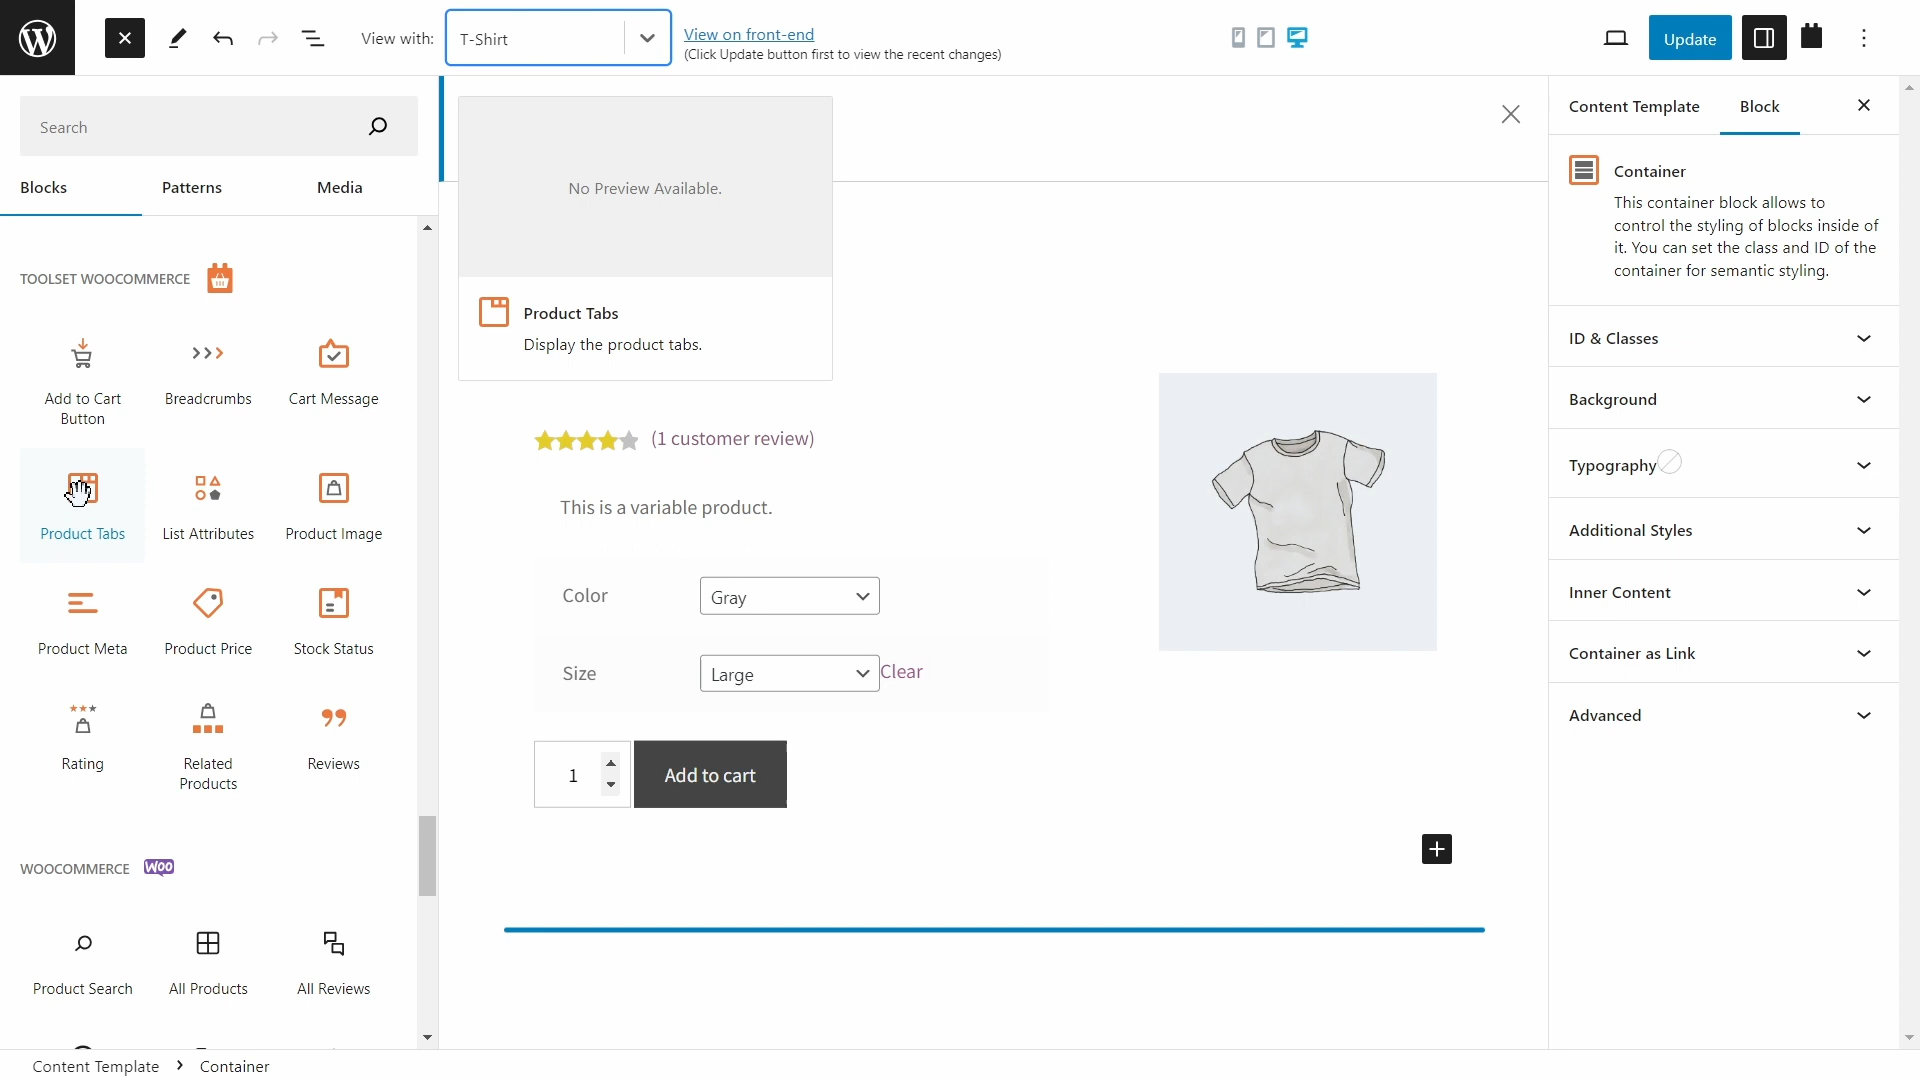 View with:
T-Shirt
View on front-end
(Click Update button first to view the recent changes)
Update
Search
Blocks
Patterns
Media
TOOLSET WOOCOMMERCE
Add to Cart
Button
Breadcrumbs
Cart Message
Product Tabs
List Attributes
Product Image
Product Meta
Product Price
Stock Status
Rating
Related
Products
Reviews
WOOCOMMERCE
Woo
Product Search
All Products
All Reviews
No Preview Available.
Product Tabs
Display the product tabs.
(1 customer review)
This is a variable product.
Color
Gray
Size
Large
Clear
1
Add to cart
Content Template
Block
Container
This container block allows to
control the styling of blocks inside of
it. You can set the class and ID of the
container for semantic styling.
ID & Classes
Background
Typography
Additional Styles
Inner Content
Container as Link
Advanced
Content Template
Container